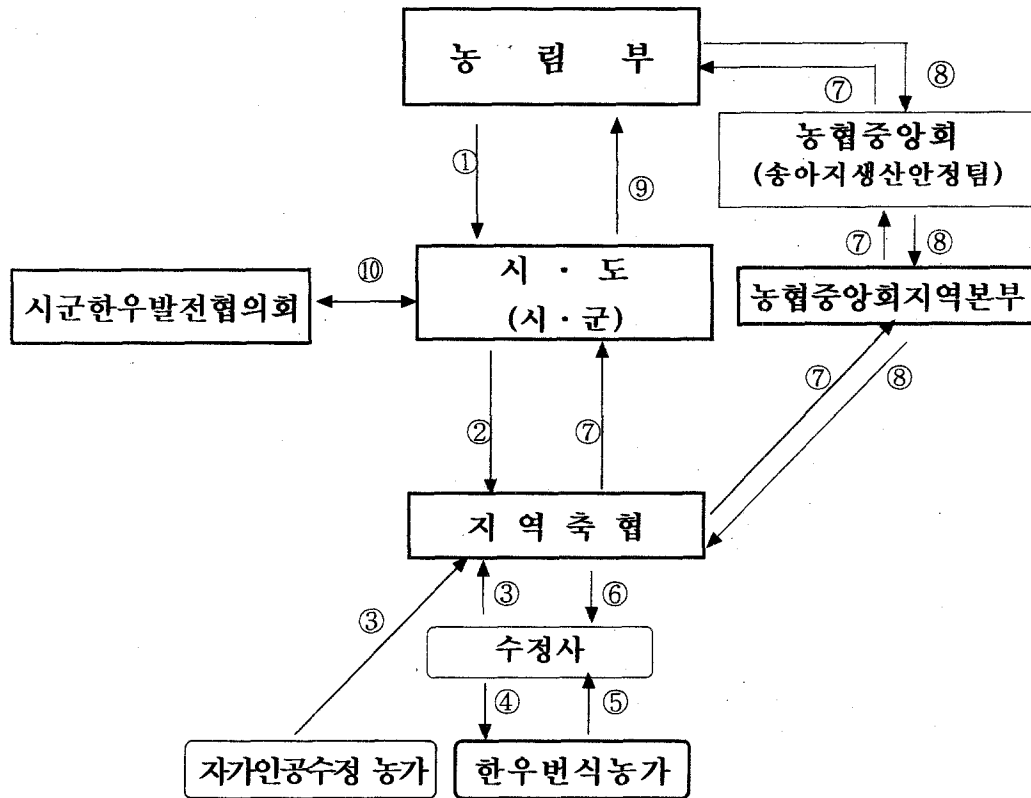 농 림 부
⑦
⑧
농협중앙회
(송아지생산안정팀)
①
⑨
⑦
⑧
⑩
시 · 도
(시 · 군)
시군한우발전협의회
농협중앙회지역본부
⑦
⑧
②
⑦
지 역 축 협
③
③
⑥
수정사
④
⑤
자가인공수정 농가
한우번식농가